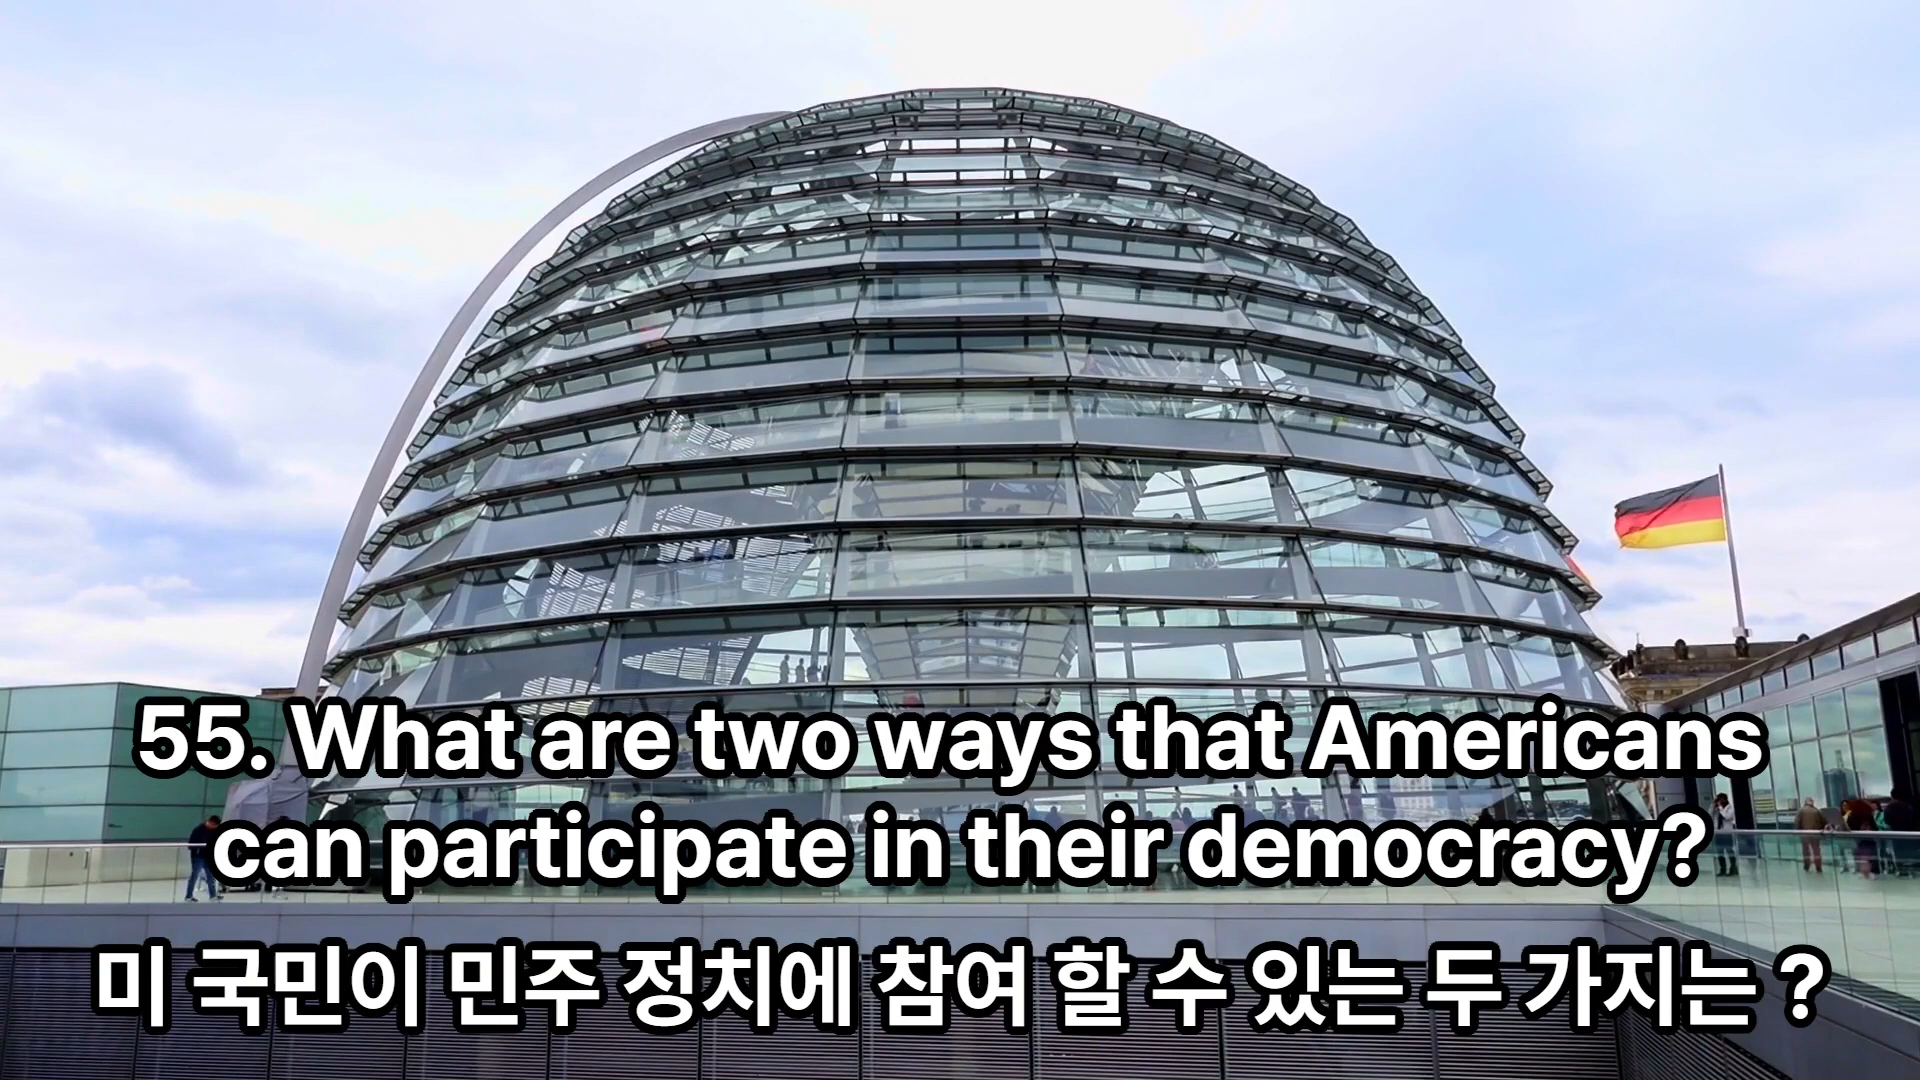 55. What are two ways that Americans
can participate in their democracy?
미 국민이 민주 정치에 참여 할 수 있는 두 가지는 ?